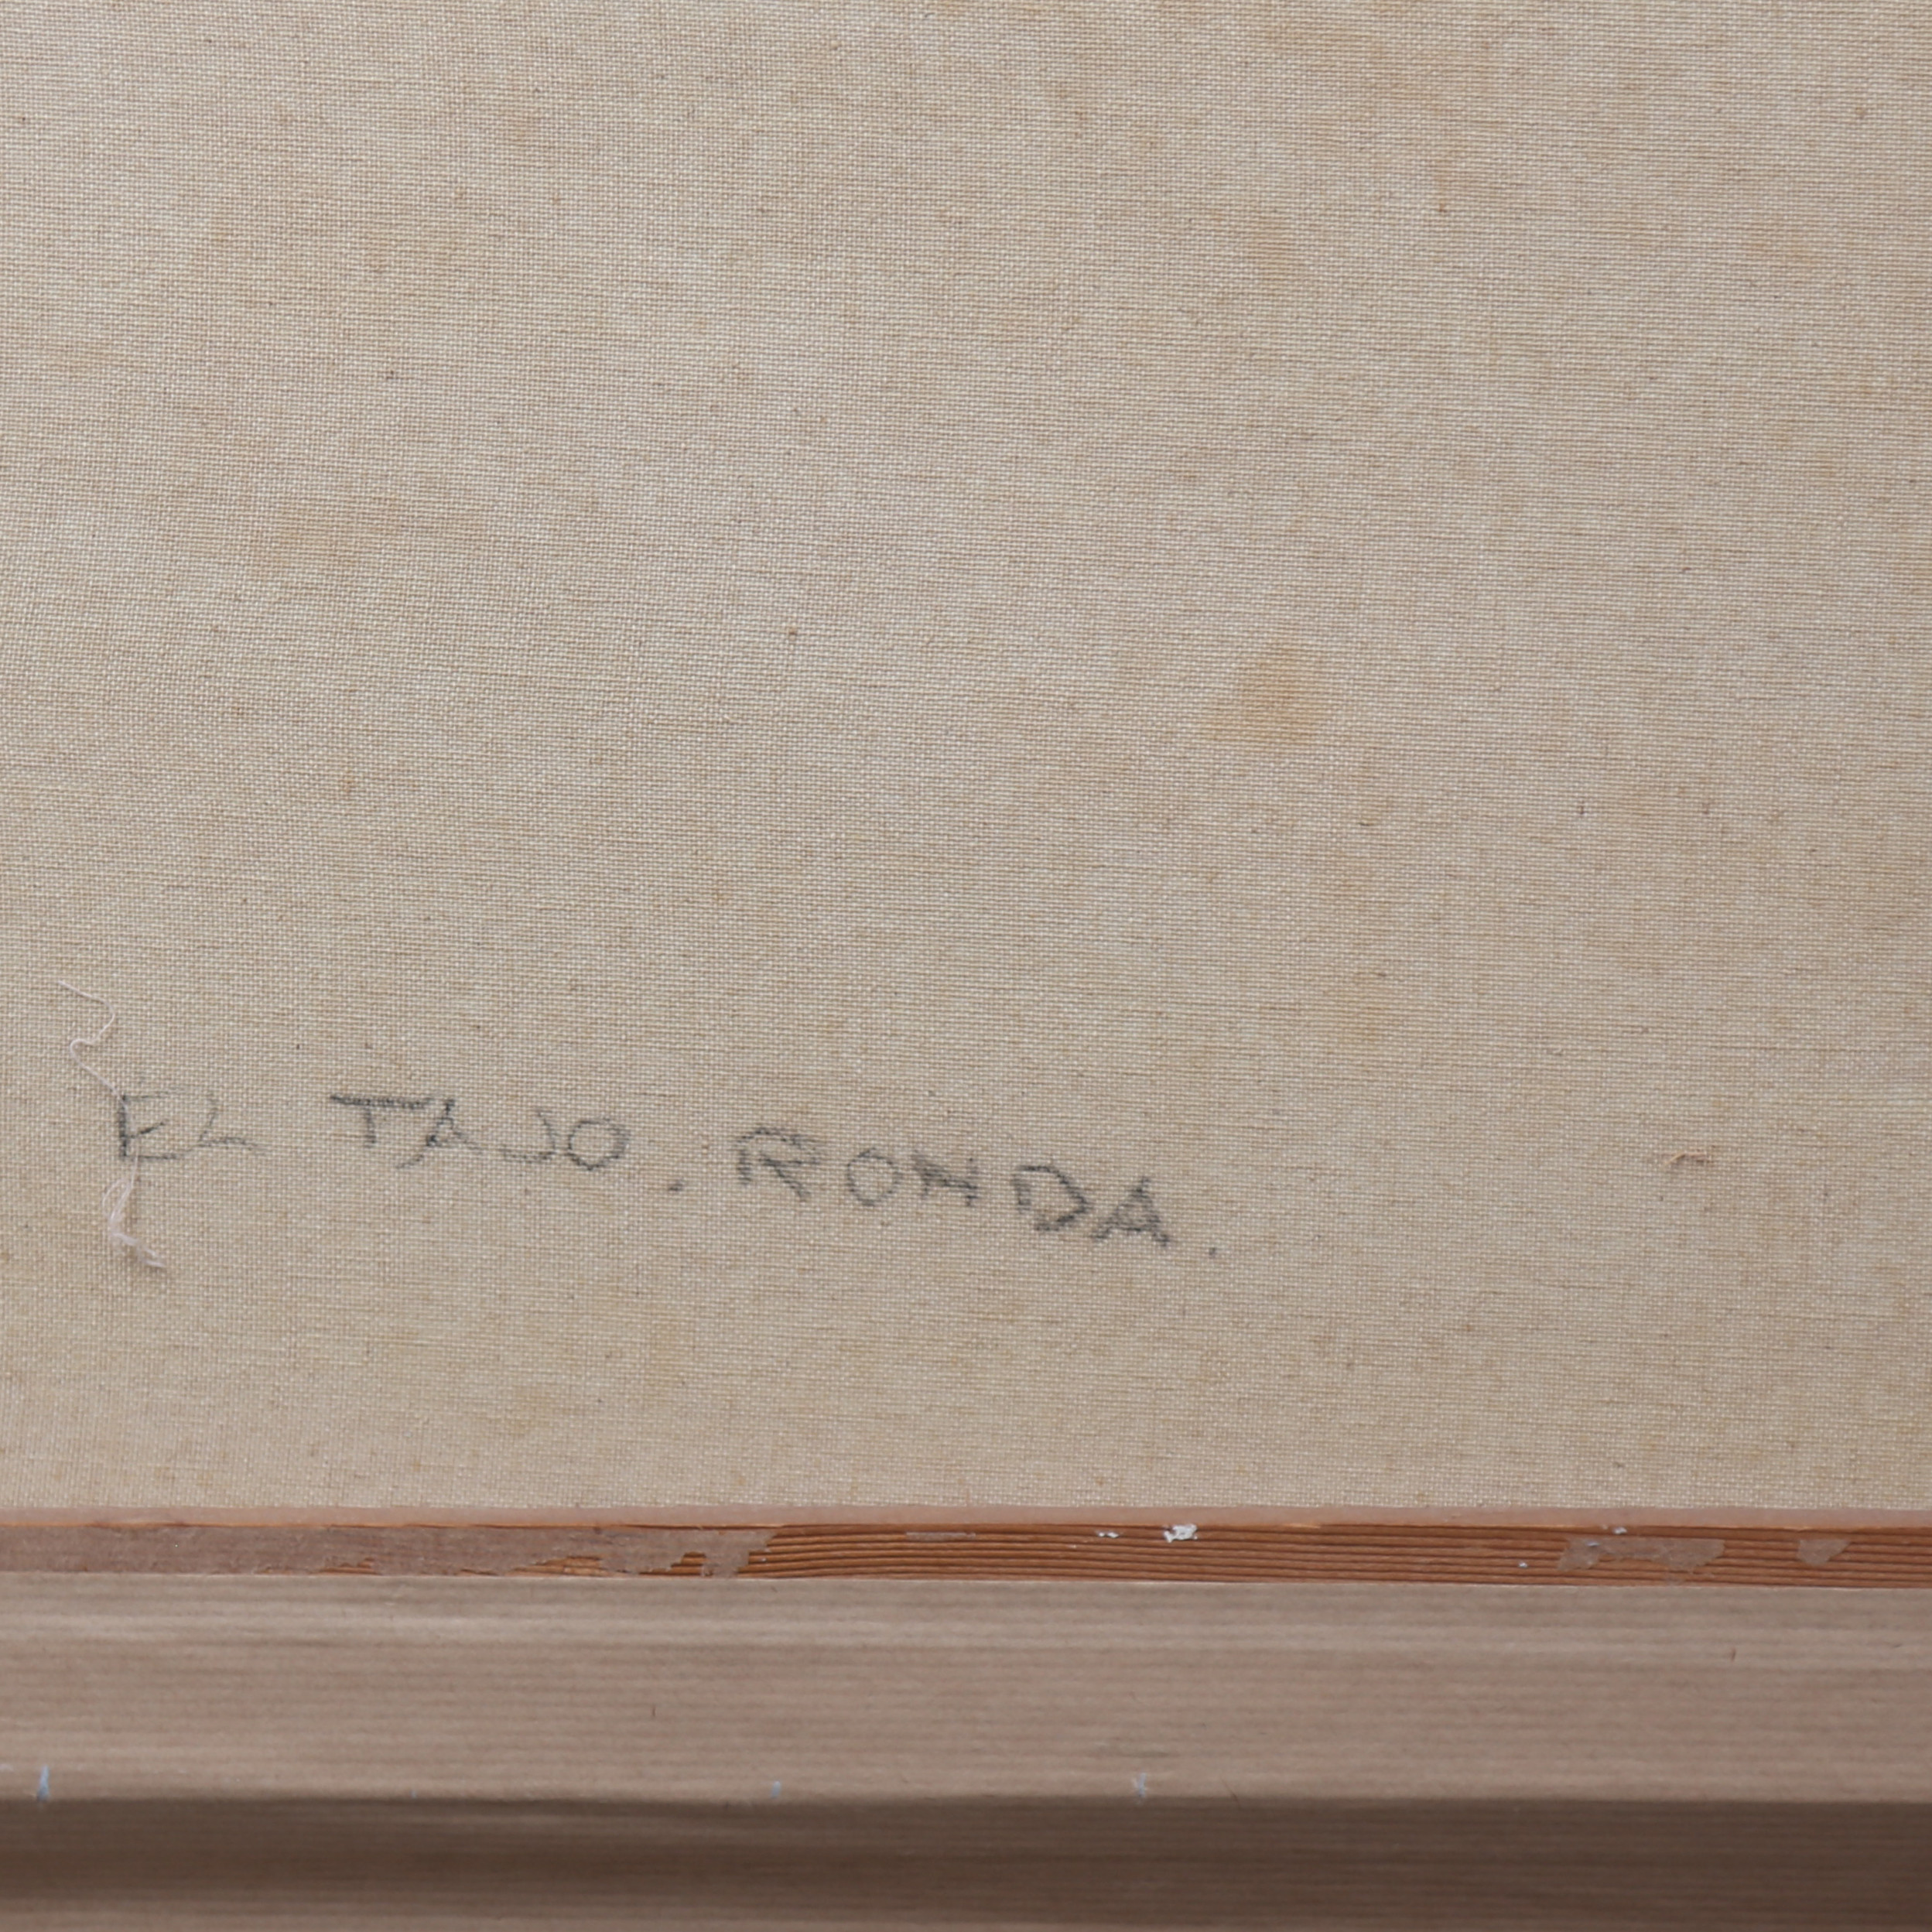 EL TAJO. RONDA.